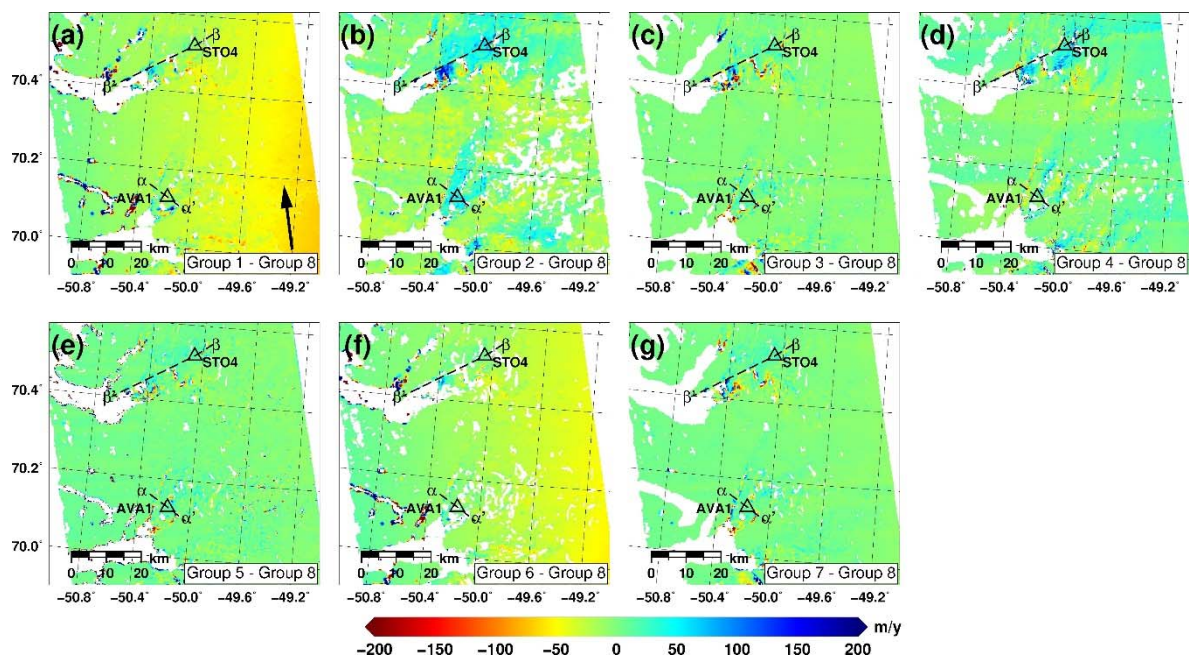 (a) (b) (c) (d)
β β β β
STO4 STO4 STO4 STO4
70.4° β' β' β' β'
70.2°
α α α α
AVA1 α' AVA1 α' AVA1 α' AVA1 α'
70.0°
km km km km
0 10 20 0 10 20 0 10 20 0 10 20
Group 1 - Group 8 Group 2 - Group 8 Group 3 - Group 8 Group 4 - Group 8
−50.8° −50.4° −50.0° −49.6° −49.2° −50.8° −50.4° −50.0° −49.6° −49.2° −50.8° −50.4° −50.0° −49.6° −49.2° −50.8° −50.4° −50.0° −49.6° −49.2°
(e) (f) (g)
β β β
STO4 STO4 STO4
70.4° β' β' β'
70.2°
α α α
AVA1 α' AVA1 α' AVA1 α'
70.0°
km km km
0 10 20 0 10 20 0 10 20
Group 5 - Group 8 Group 6 - Group 8 Group 7 - Group 8
−50.8° −50.4° −50.0° −49.6° −49.2° −50.8° −50.4° −50.0° −49.6° −49.2° −50.8° −50.4° −50.0° −49.6° −49.2°
m/y
−200 −150 −100 −50 0 50 100 150 200